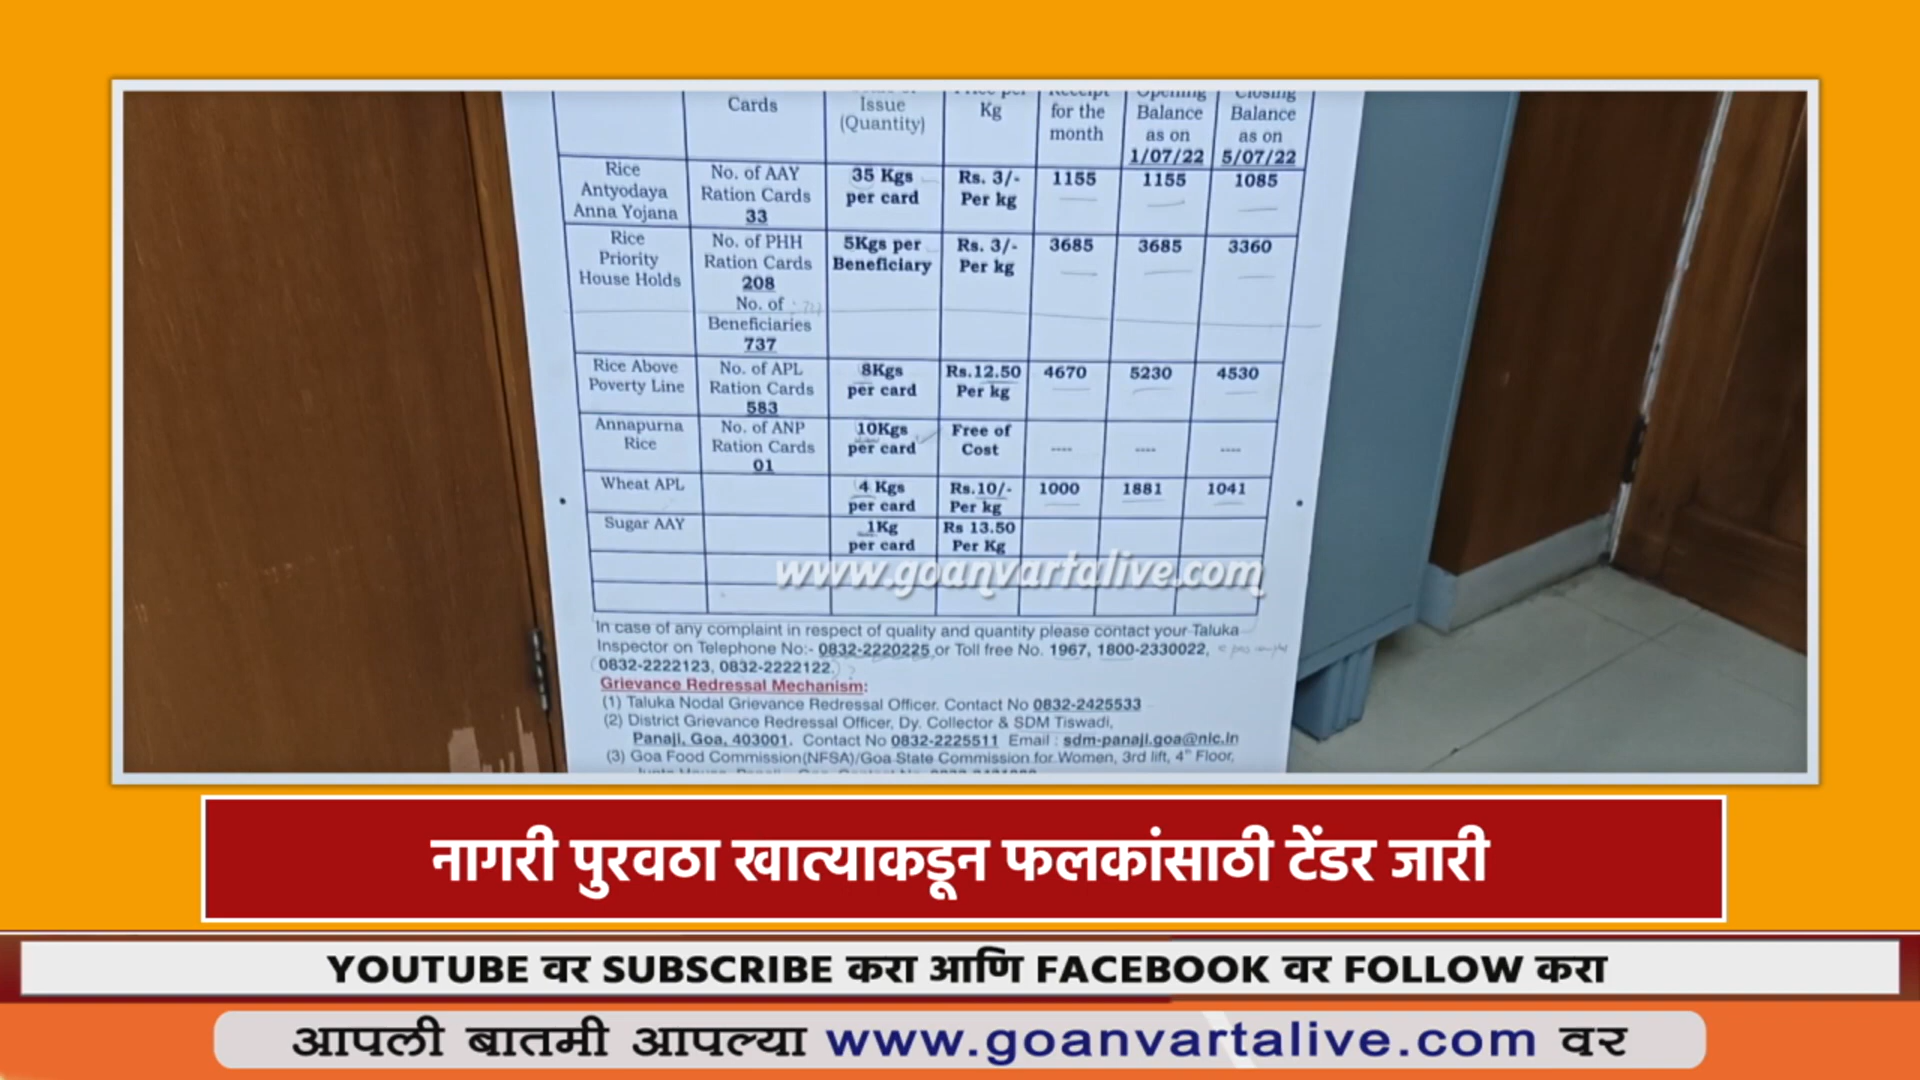 Cards
Issue
(Quantity)
Kg
for the
month
Opening
Balance
as on
1/07/22
Closing
Balance
as on
5/07/22
Rice
Antyodaya
Anna Yojana
No. of AAY
Ration Cards
33
35 Kgs
per card
Rs. 3/-
Per kg
1155
1155
1085
Rice
Priority
House Holds
No. of PHH
Ration Cards
208
No. of
Beneficiaries
737
5Kgs per
Beneficiary
Rs. 3/-
Per kg
3685
3685
3360
Rice Above
Poverty Line
No. of APL
Ration Cards
583
8Kgs
per card
Rs.12.50
Per kg
4670
5230
4530
Annapurna
Rice
No. of ANP
Ration Cards
01
10Kgs
per card
Free of
Cost
----
----
----
Wheat APL
4 Kgs
per card
Rs.10/-
Per kg
1000
1881
1041
Sugar AAY
1Kg
per card
Rs 13.50
Per Kg
www.goanvartalive.com
In case of any complaint in respect of quality and quantity please contact your Taluka
Inspector on Telephone No:- 0832-2220225 or Toll free No. 1967, 1800-2330022,
0832-2222123, 0832-2222122.
Grievance Redressal Mechanism:
(1) Taluka Nodal Grievance Redressal Officer. Contact No 0832-2425533
(2) District Grievance Redressal Officer, Dy. Collector & SDM Tiswadi,
Panaji, Goa, 403001. Contact No 0832-2225511 Email : sdm-panaji.goa@nic.in
(3) Goa Food Commission(NFSA)/Goa State Commission for Women, 3rd lift, 4th Floor,
नागरी पुरवठा खात्याकडून फलकांसाठी टेंडर जारी
YOUTUBE वर SUBSCRIBE करा आणि FACEBOOK वर FOLLOW करा
आपली बातमी आपल्या www.goanvartalive.com वर